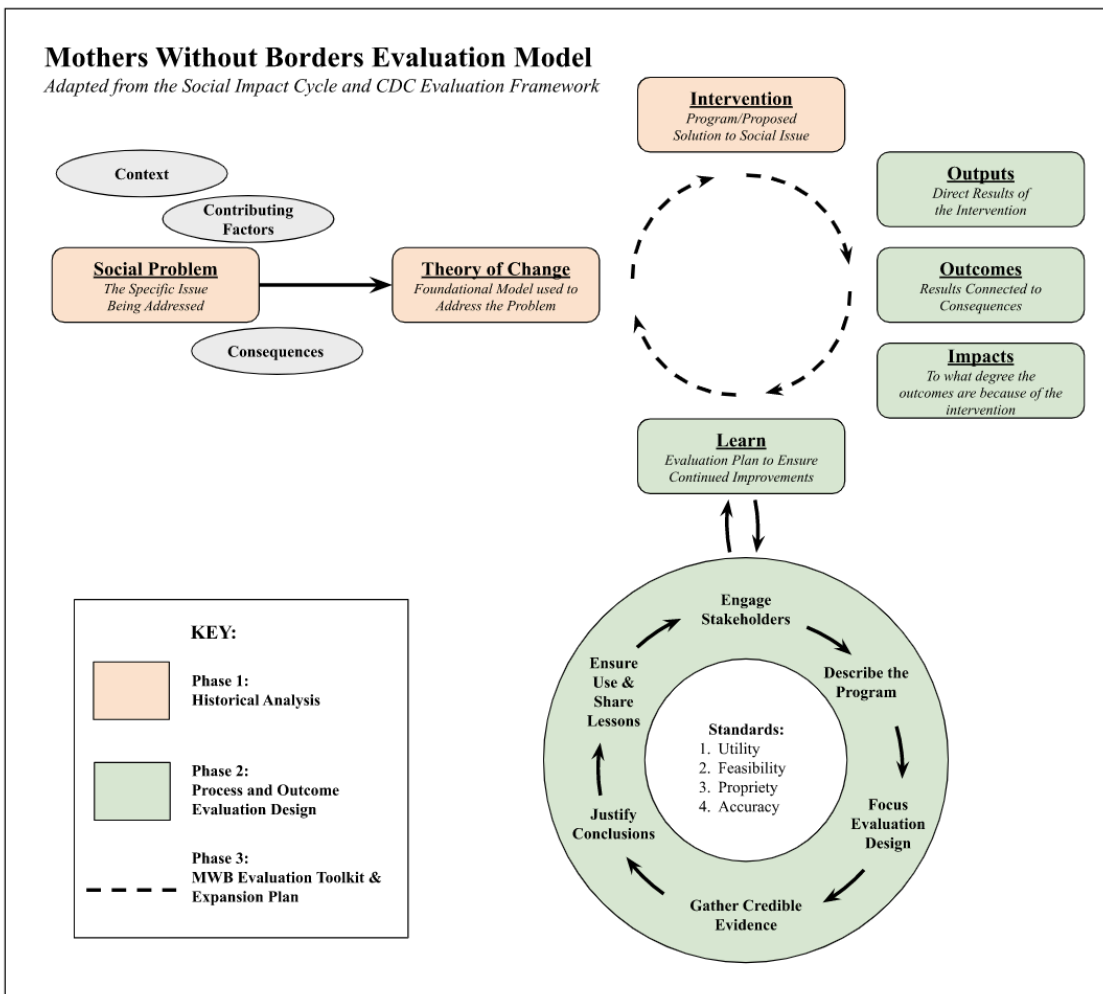 Mothers Without Borders Evaluation Model
Adapted from the Social Impact Cycle and CDC Evaluation Framework
Context
Contributing
Factors
Social Problem
The Specific Issue
Being Addressed
Consequences
Theory of Change
Foundational Model used to
Address the Problem
Intervention
Program/Proposed
Solution to Social Issue
Outputs
Direct Results of
the Intervention
Outcomes
Results Connected to
Consequences
Impacts
To what degree the
outcomes are because of the
intervention
Learn
Evaluation Plan to Ensure
Continued Improvements
Engage
Stakeholders
Describe the
Program
Focus
Evaluation
Design
Gather Credible
Evidence
Justify
Conclusions
Ensure
Use &
Share
Lessons
Standards:
1. Utility
2. Feasibility
3. Propriety
4. Accuracy
KEY:
Phase 1:
Historical Analysis
Phase 2:
Process and Outcome
Evaluation Design
Phase 3:
MWB Evaluation Toolkit &
Expansion Plan